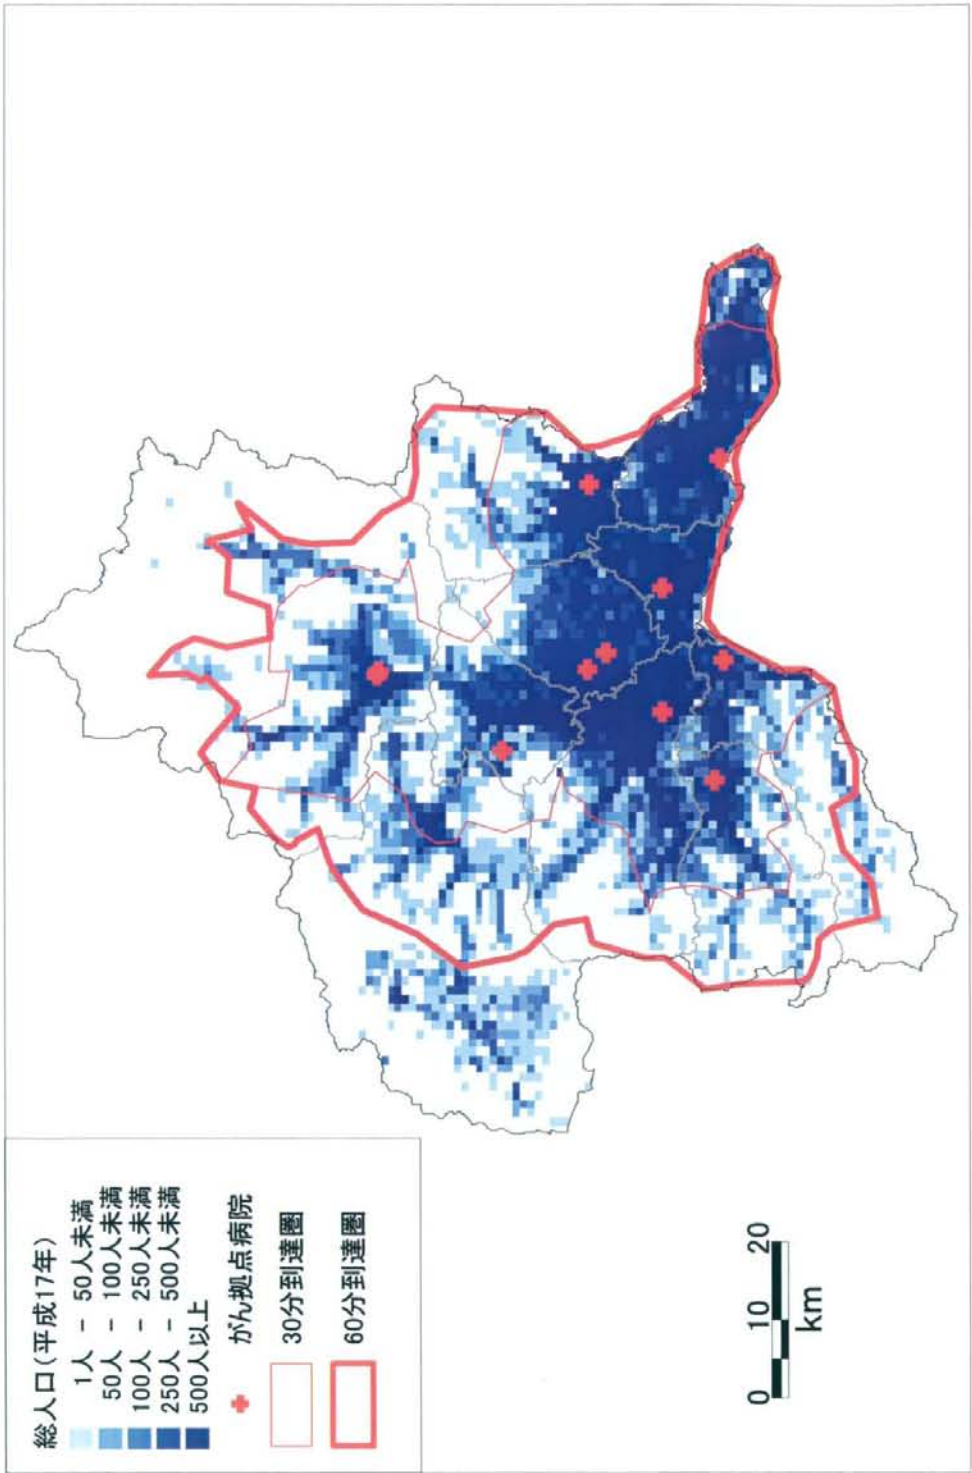 総人口(平成17年)
1人 － 50人未満
50人 － 100人未満
100人 － 250人未満
250人 － 500人未満
500人以上
がん拠点病院
30分到達圏
60分到達圏
0 10 20
km